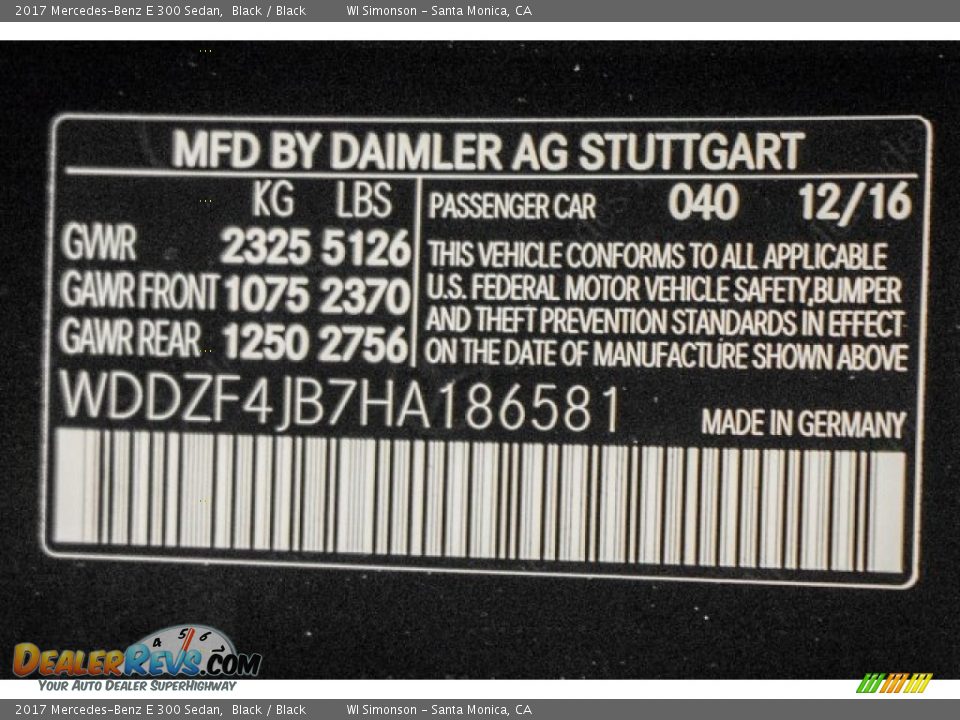 2017 Mercedes-Benz E 300 Sedan, Black / Black WI Simonson - Santa Monica, CA
MFD BY DAIMLER AG STUTTGART
KG LBS
GVWR 2325 5126
GAWR FRONT 1075 2370
GAWR REAR 1250 2756
PASSENGER CAR 040 12/16
THIS VEHICLE CONFORMS TO ALL APPLICABLE
U.S. FEDERAL MOTOR VEHICLE SAFETY,BUMPER
AND THEFT PREVENTION STANDARDS IN EFFECT
ON THE DATE OF MANUFACTURE SHOWN ABOVE
WDDZF4JB7HA186581
MADE IN GERMANY
4 5 6
DEALERREVS.COM
YOUR AUTO DEALER SUPERHIGHWAY
2017 Mercedes-Benz E 300 Sedan, Black / Black WI Simonson - Santa Monica, CA